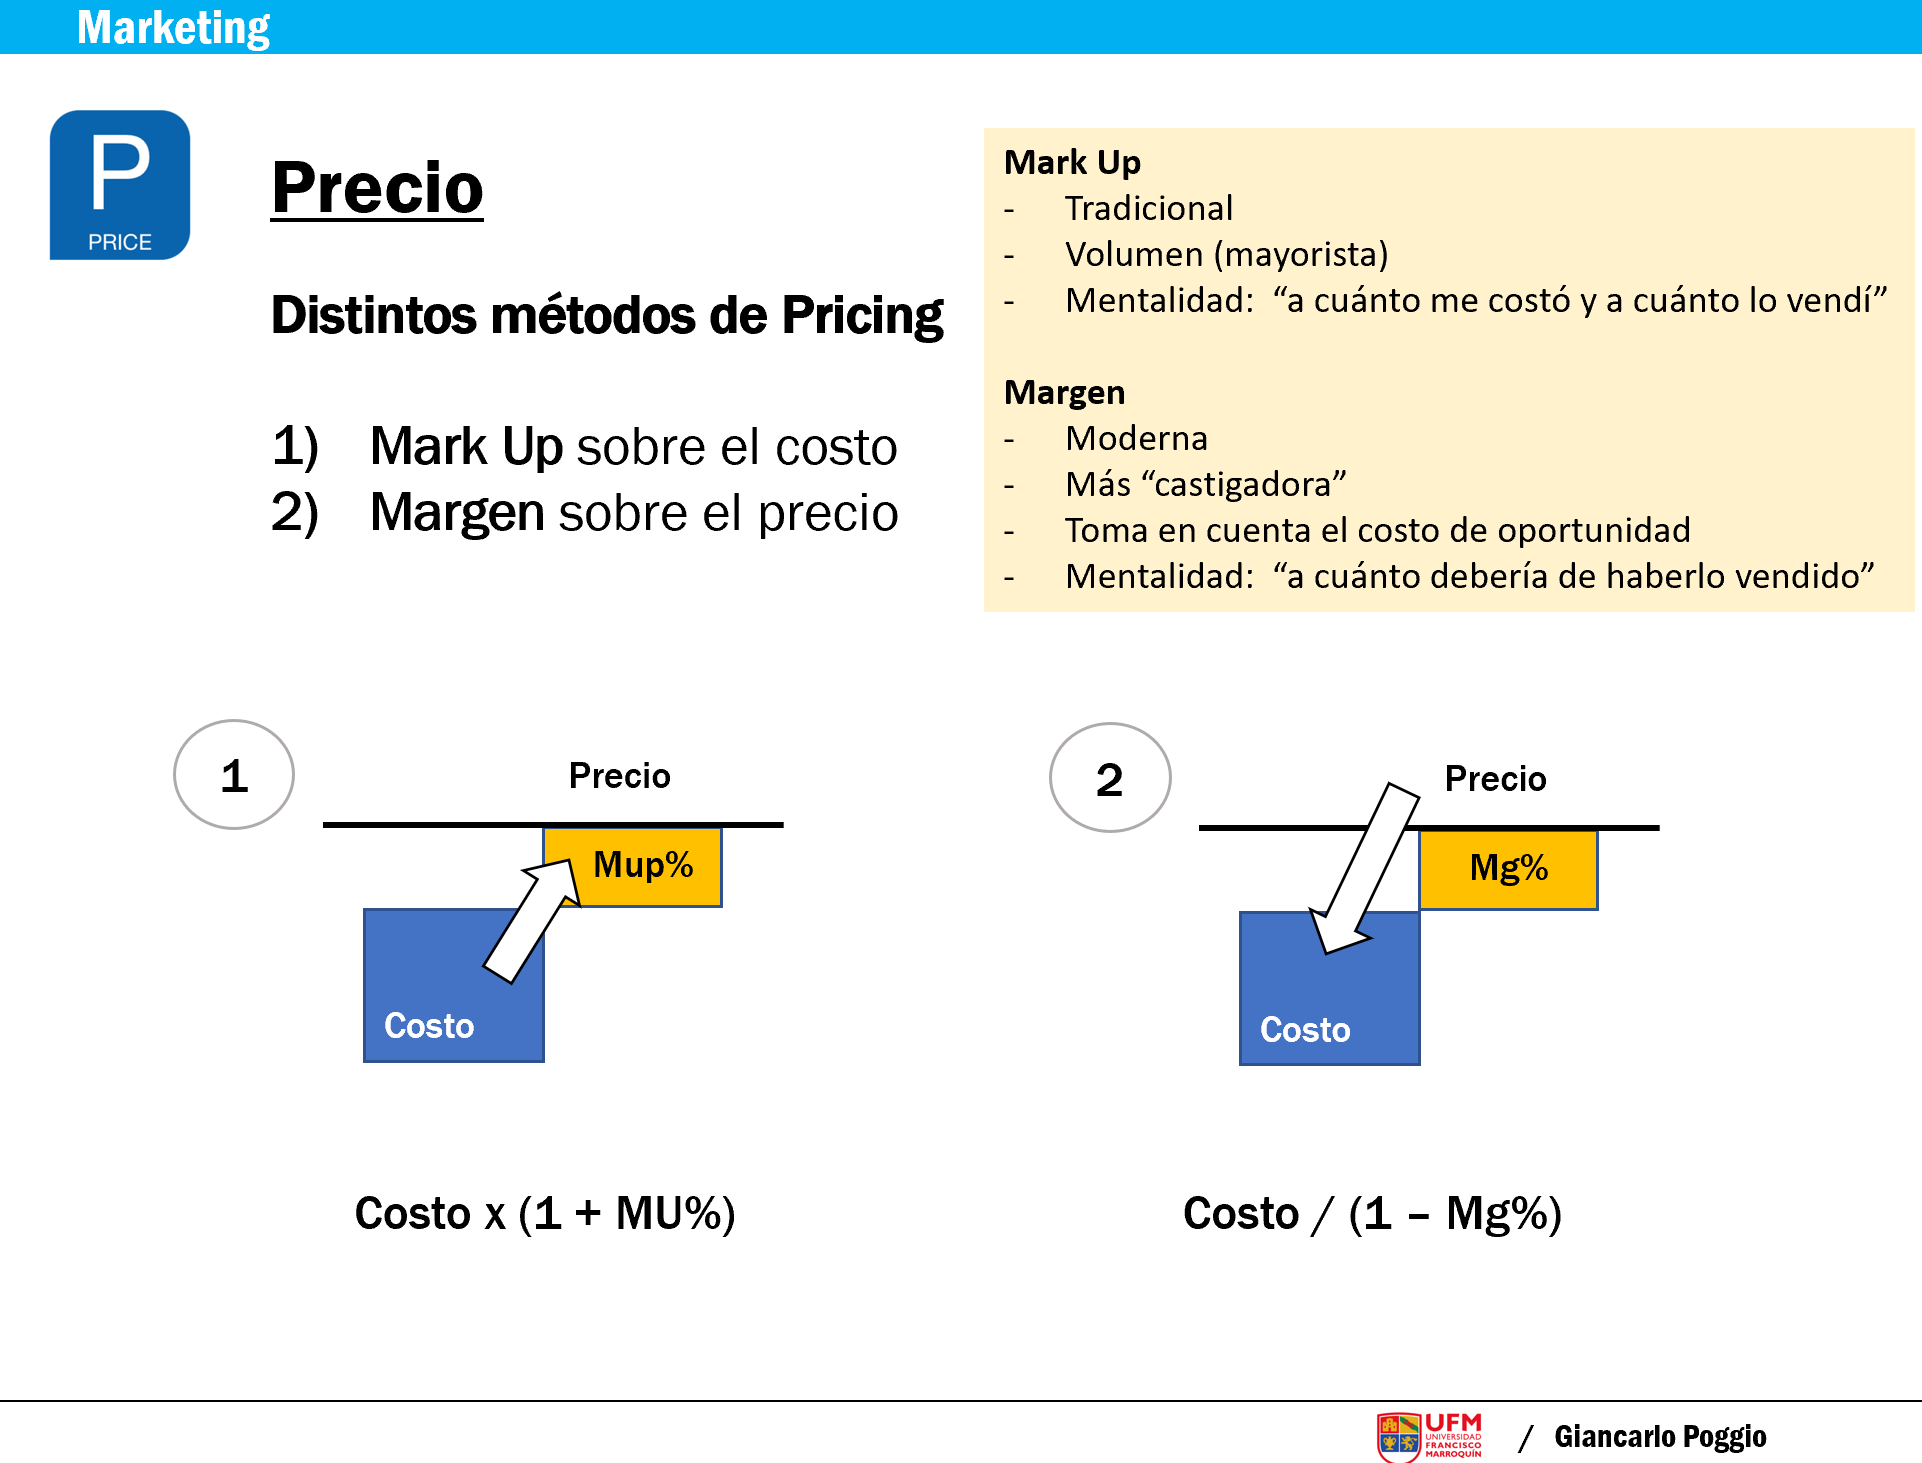 Marketing
P
PRICE
Precio
Distintos métodos de Pricing
1) Mark Up sobre el costo
2) Margen sobre el precio
Mark Up
- Tradicional
- Volumen (mayorista)
- Mentalidad: “a cuánto me costó y a cuánto lo vendí”
Margen
- Moderna
- Más “castigadora”
- Toma en cuenta el costo de oportunidad
- Mentalidad: “a cuánto debería de haberlo vendido”
1
Precio
Mup%
Costo
Costo x (1 + MU%)
2
Precio
Mg%
Costo
Costo / (1 – Mg%)
UFM
UNIVERSIDAD
FRANCISCO
MARROQUÍN
/ Giancarlo Poggio